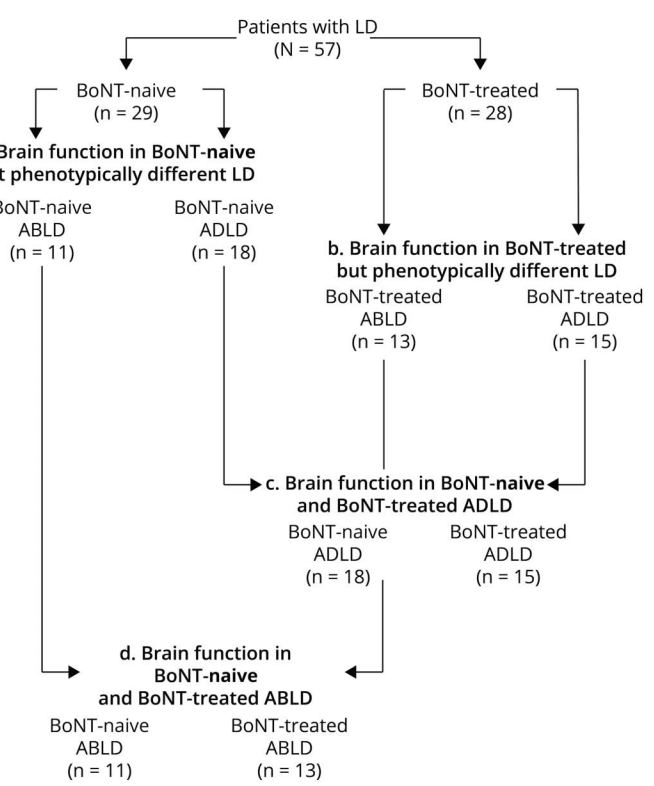 Patients with LD
(N = 57)
BoNT-naive
(n = 29)
BoNT-treated
(n = 28)
Brain function in BoNT-naive
t phenotypically different LD
BoNT-naive
ABLD
(n = 11)
BoNT-naive
ADLD
(n = 18)
b. Brain function in BoNT-treated
but phenotypically different LD
BoNT-treated
ABLD
(n = 13)
BoNT-treated
ADLD
(n = 15)
c. Brain function in BoNT-naive
and BoNT-treated ADLD
BoNT-naive
ADLD
(n = 18)
BoNT-treated
ADLD
(n = 15)
d. Brain function in
BoNT-naive
and BoNT-treated ABLD
BoNT-naive
ABLD
(n = 11)
BoNT-treated
ABLD
(n = 13)